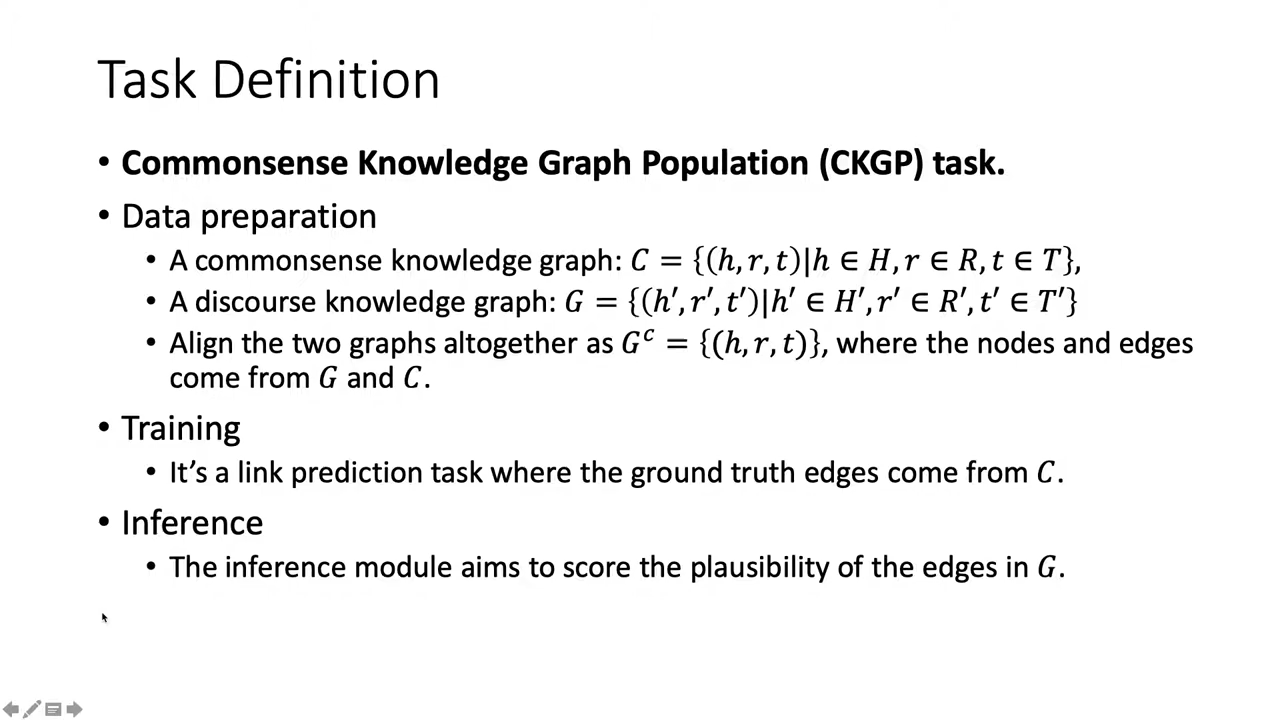 Task Definition
• Commonsense Knowledge Graph Population (CKGP) task.
• Data preparation
• A commonsense knowledge graph: C = {(h, r, t)|h ∈ H, r ∈ R, t ∈ T},
• A discourse knowledge graph: G = {(h′, r′, t′)|h′ ∈ H′, r′ ∈ R′, t′ ∈ T′}
• Align the two graphs altogether as Gᶜ = {(h, r, t)}, where the nodes and edges
come from G and C.
• Training
• It’s a link prediction task where the ground truth edges come from C.
• Inference
• The inference module aims to score the plausibility of the edges in G.